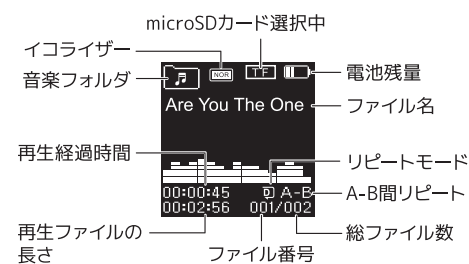 microSDカード選択中
イコライザー
音楽フォルダ
NOR
TF
電池残量
Are You The One
ファイル名
再生経過時間
リピートモード
00:00:45
A-B
A-B間リピート
00:02:56
001/002
再生ファイルの
長さ
ファイル番号
総ファイル数